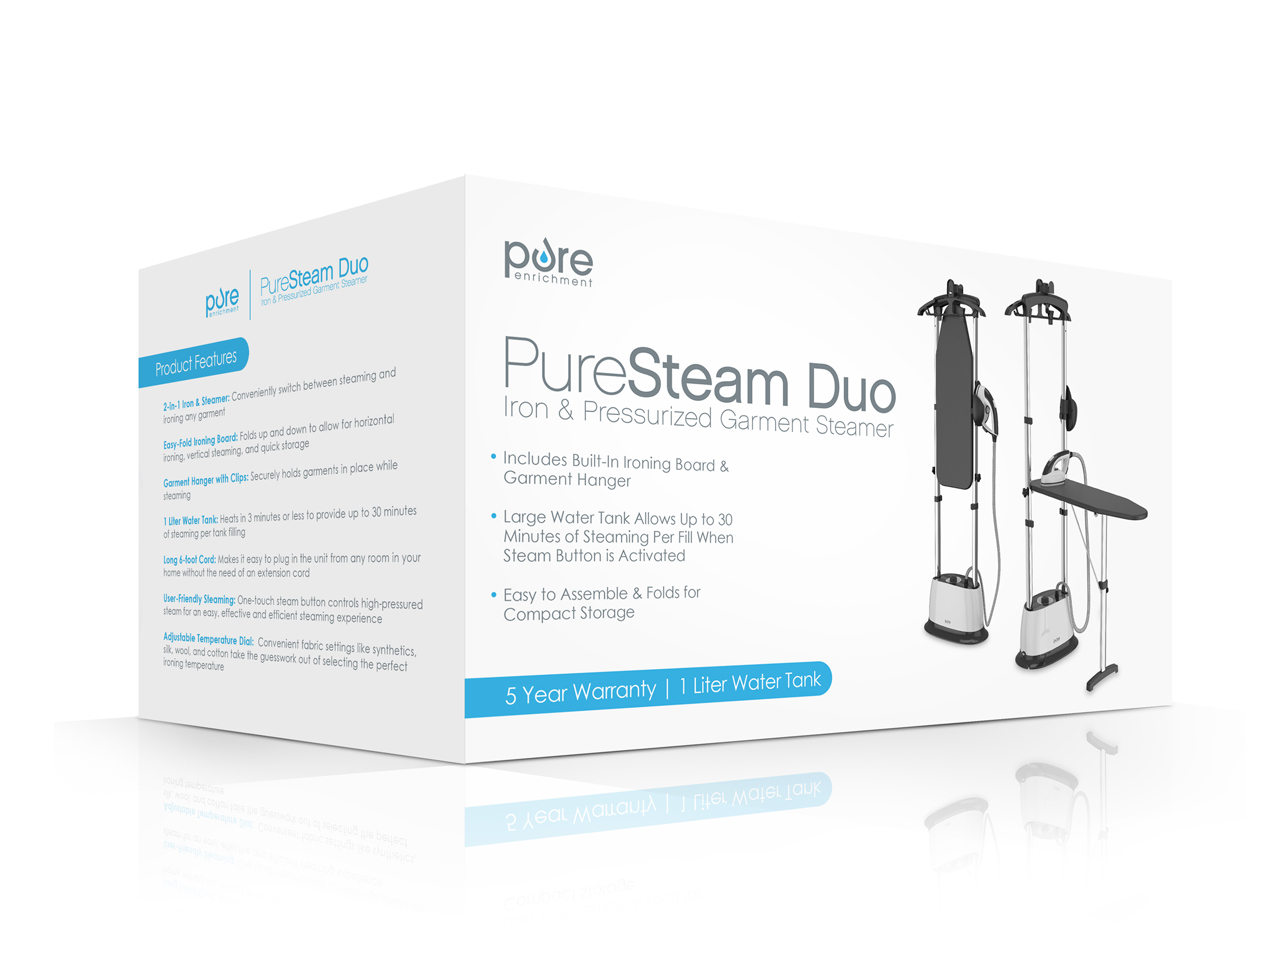 pure
enrichment
PureSteam Duo
Iron & Pressurized Garment Steamer
Product Features
2-in-1 Iron & Steamer: Conveniently switch between steaming and
ironing any garment
Easy-Fold Ironing Board: Folds up and down to allow for horizontal
ironing, vertical steaming, and quick storage
Garment Hanger with Clips: Securely holds garments in place while
steaming
1 Liter Water Tank: Heats in 3 minutes or less to provide up to 30 minutes
of steaming per tank filling
Long 6-foot Cord: Makes it easy to plug in the unit from any room in your
home without the need of an extension cord
User-Friendly Steaming: One-touch steam button controls high-pressured
steam for an easy, effective and efficient steaming experience
Adjustable Temperature Dial: Convenient fabric settings like synthetics,
silk, wool, and cotton take the guesswork out of selecting the perfect
ironing temperature
pure
enrichment
PureSteam Duo
Iron & Pressurized Garment Steamer
• Includes Built-In Ironing Board &
Garment Hanger
• Large Water Tank Allows Up to 30
Minutes of Steaming Per Fill When
Steam Button is Activated
• Easy to Assemble & Folds for
Compact Storage
5 Year Warranty | 1 Liter Water Tank